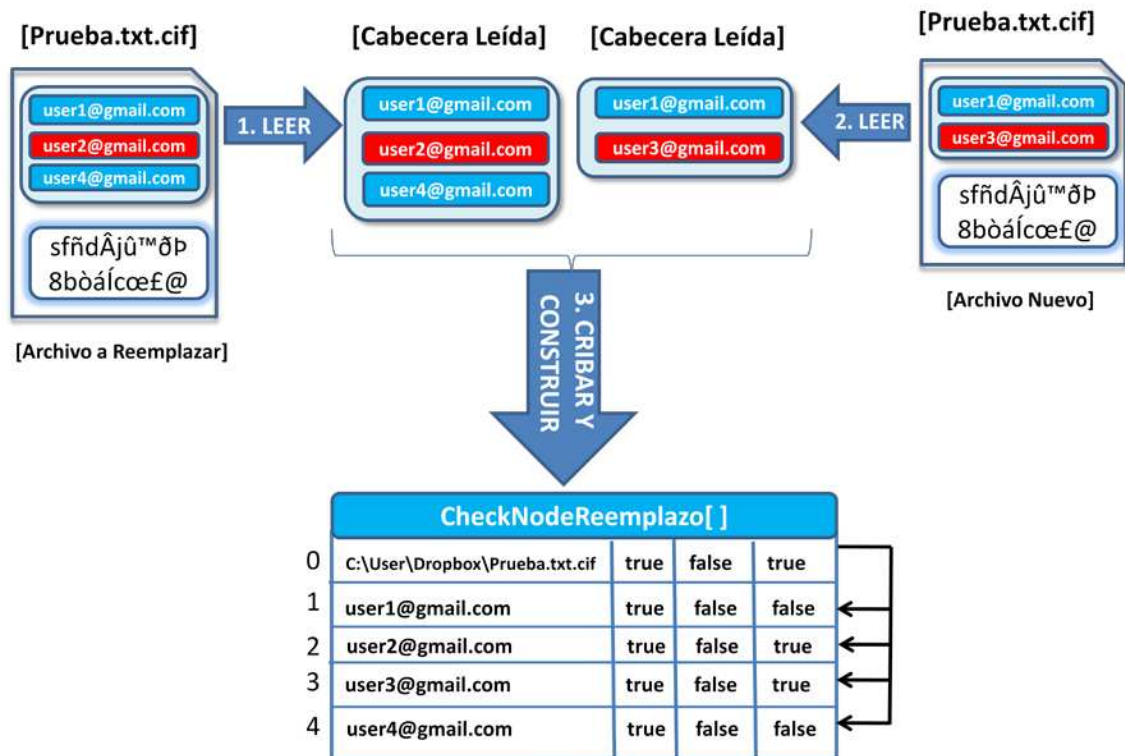 [Prueba.txt.cif]
[Cabecera Leída]
[Cabecera Leída]
[Prueba.txt.cif]
user1@gmail.com
user2@gmail.com
user4@gmail.com
sfñdÂjû™ðÞ
8bòáÍcœ£@
[Archivo a Reemplazar]
1. LEER
user1@gmail.com
user2@gmail.com
user4@gmail.com
user1@gmail.com
user3@gmail.com
2. LEER
user1@gmail.com
user3@gmail.com
sfñdÂjû™ðÞ
8bòáÍcœ£@
[Archivo Nuevo]
3. CRIBAR Y
CONSTRUIR
CheckNodeReemplazo[ ]
0 C:\User\Dropbox\Prueba.txt.cif true false true
1 user1@gmail.com true false false
2 user2@gmail.com true false true
3 user3@gmail.com true false true
4 user4@gmail.com true false false